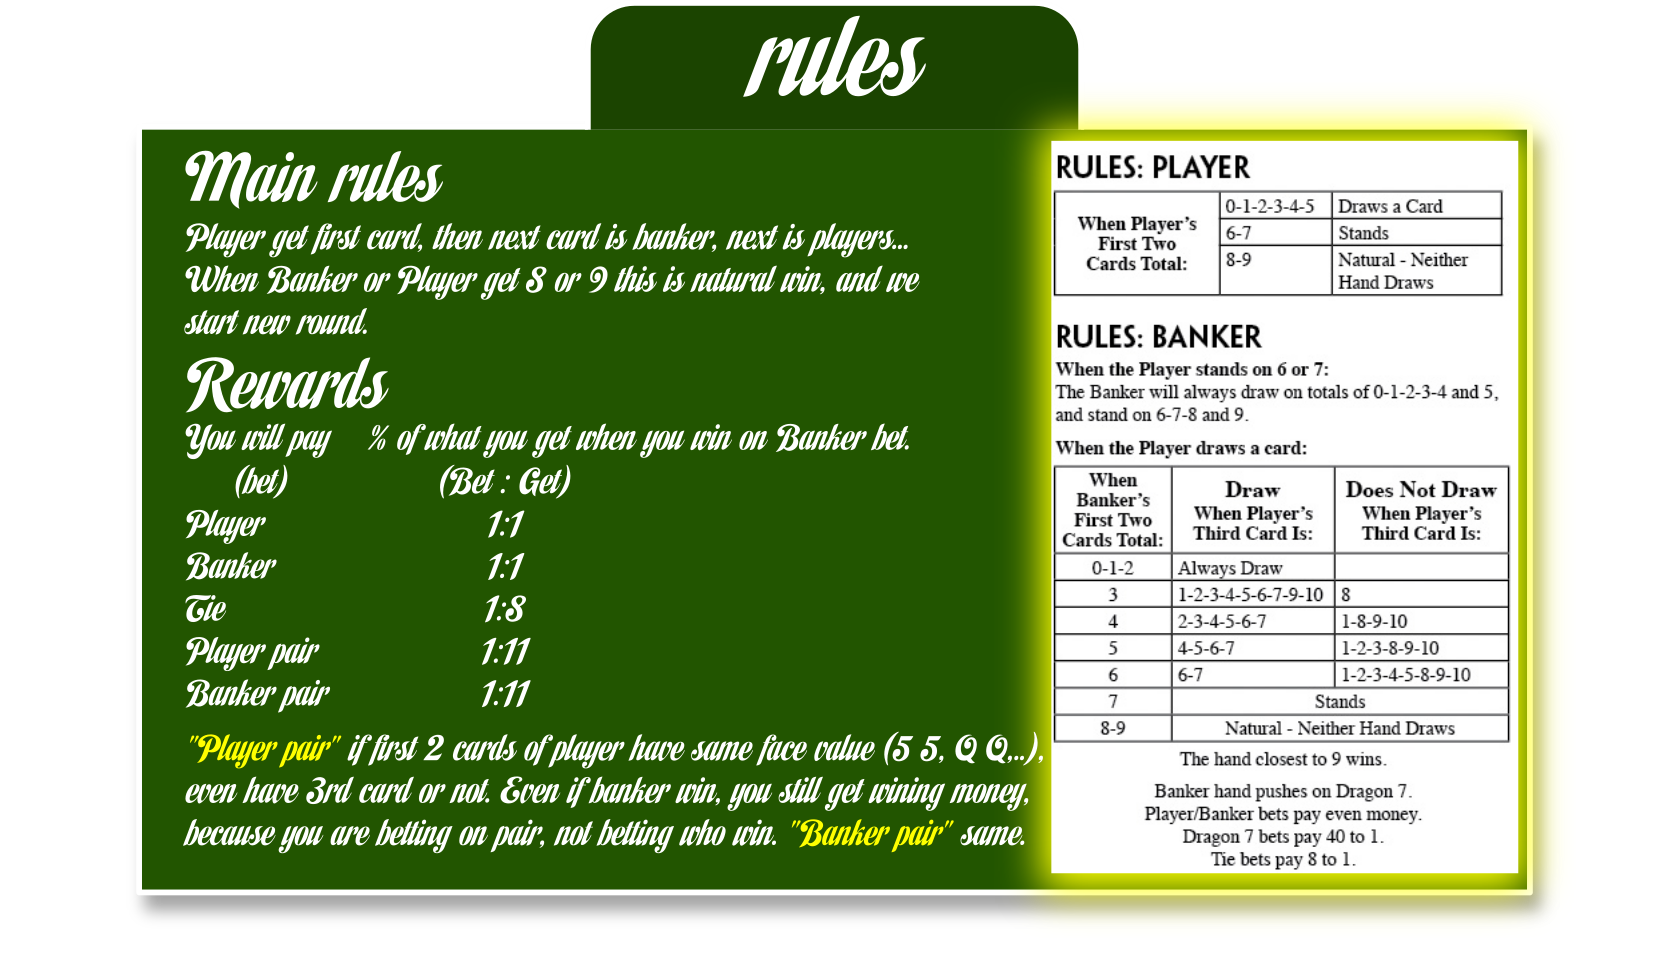 rules
Main rules
Player get first card, then next card is banker, next is players...
When Banker or Player get 8 or 9 this is natural win, and we
start new round.
Rewards
You will pay % of what you get when you win on Banker bet.
(bet) (Bet : Get)
Player 1:1
Banker 1:1
Tie 1:8
Player pair 1:11
Banker pair 1:11
"Player pair" if first 2 cards of player have same face value (5 5, Q Q,..),
even have 3rd card or not. Even if banker win, you still get wining money,
because you are betting on pair, not betting who win. "Banker pair" same.
RULES: PLAYER
When Player's
First Two
Cards Total:
0-1-2-3-4-5 Draws a Card
6-7 Stands
8-9 Natural - Neither
Hand Draws
RULES: BANKER
When the Player stands on 6 or 7:
The Banker will always draw on totals of 0-1-2-3-4 and 5,
and stand on 6-7-8 and 9.
When the Player draws a card:
When
Banker's
First Two
Cards Total:
Draw
When Player's
Third Card Is:
Does Not Draw
When Player's
Third Card Is:
0-1-2 Always Draw
3 1-2-3-4-5-6-7-9-10 8
4 2-3-4-5-6-7 1-8-9-10
5 4-5-6-7 1-2-3-8-9-10
6 6-7 1-2-3-4-5-8-9-10
7 Stands
8-9 Natural - Neither Hand Draws
The hand closest to 9 wins.
Banker hand pushes on Dragon 7.
Player/Banker bets pay even money.
Dragon 7 bets pay 40 to 1.
Tie bets pay 8 to 1.